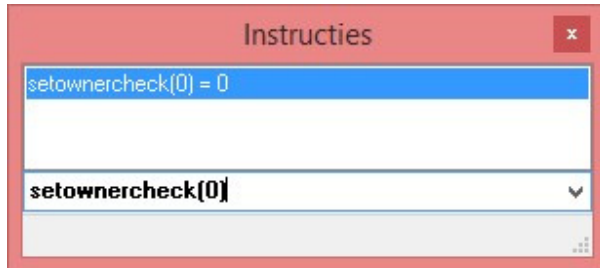 Instructies
x
setownercheck(0) = 0
setownercheck(0)